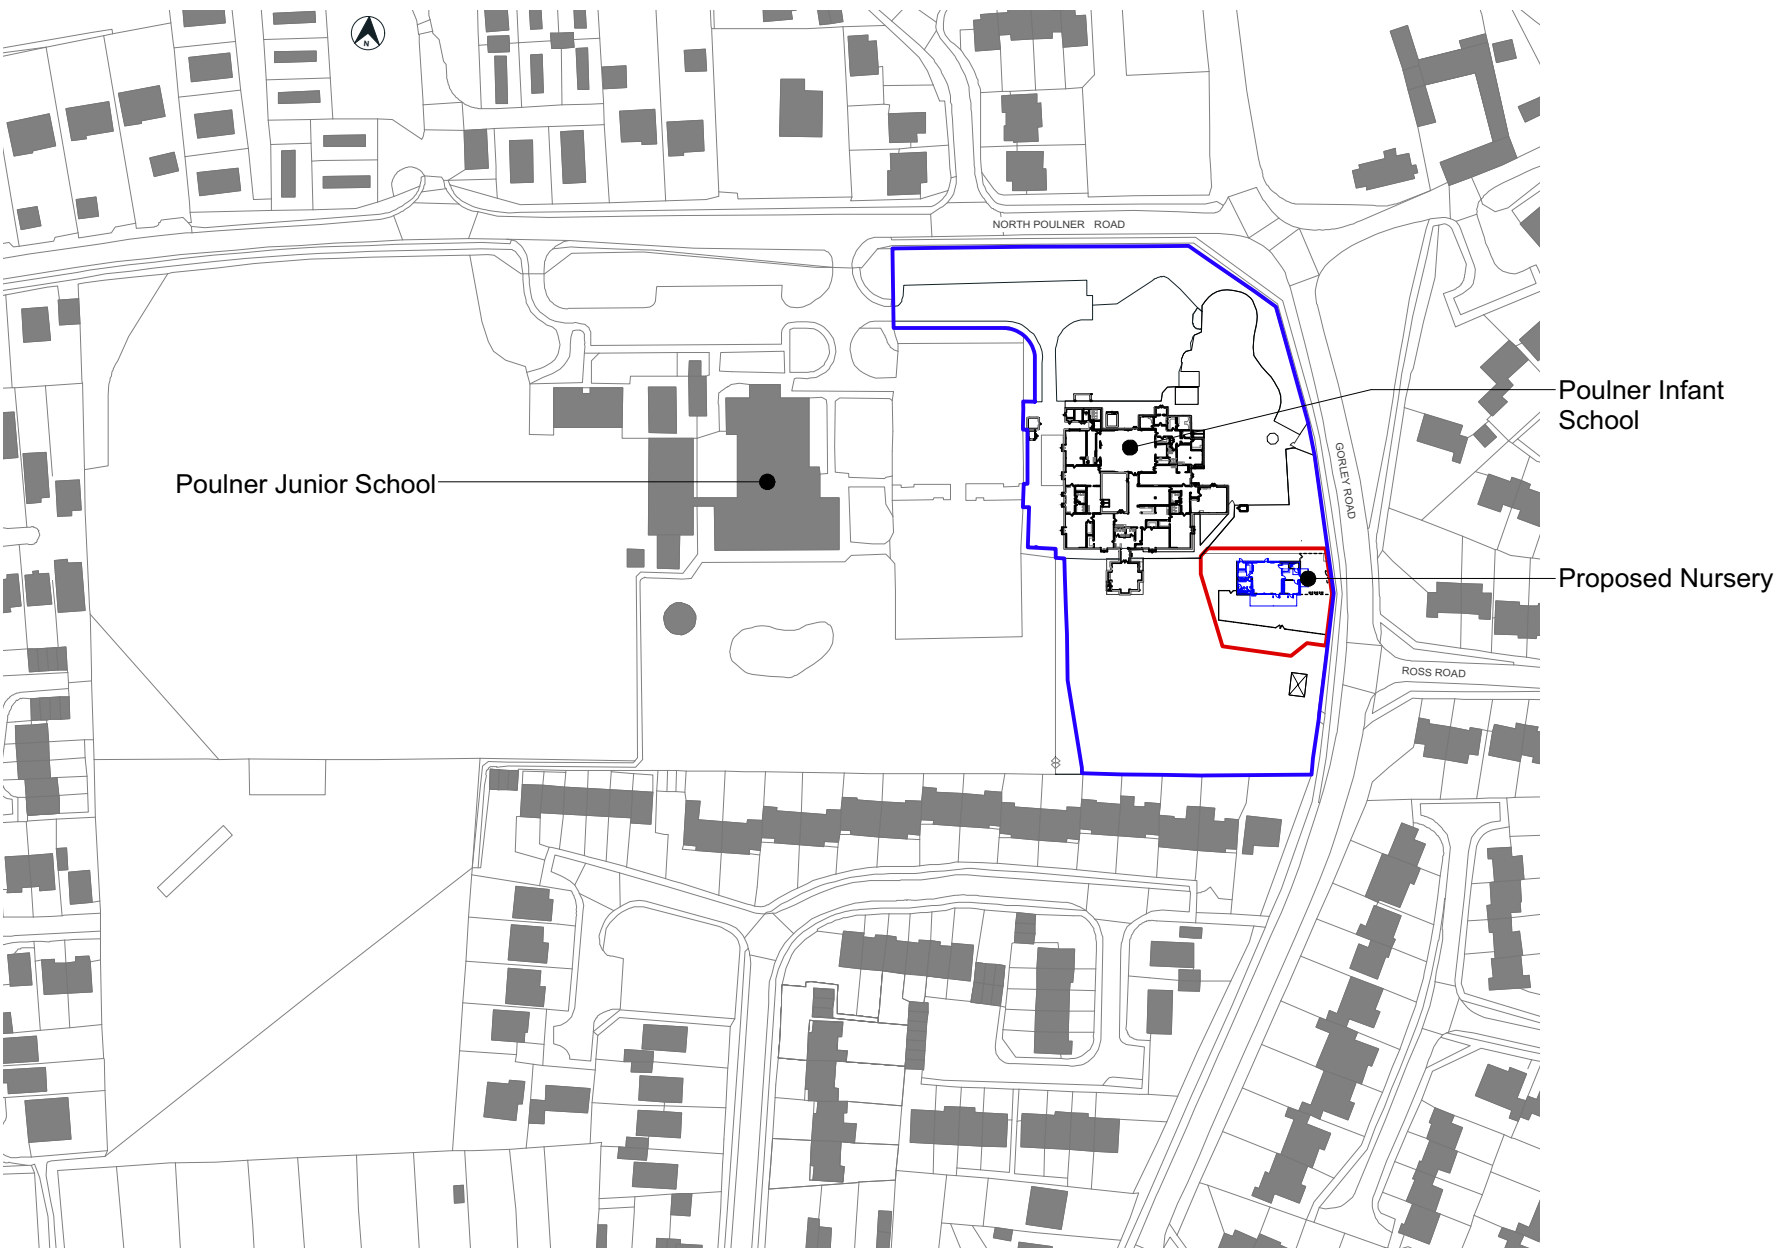 N
NORTH POULNER ROAD
Poulner Infant
School
GORLEY ROAD
Poulner Junior School
Proposed Nursery
ROSS ROAD